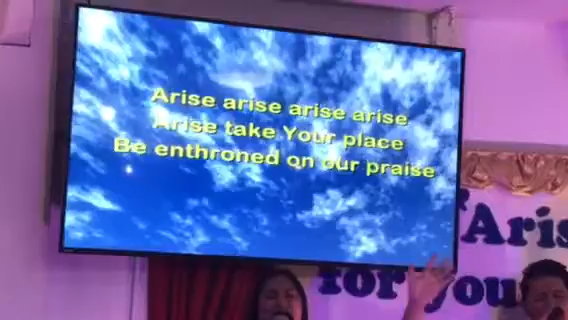 Arise arise arise arise
Arise take Your place
Be enthroned on our praise
"Aris
for you